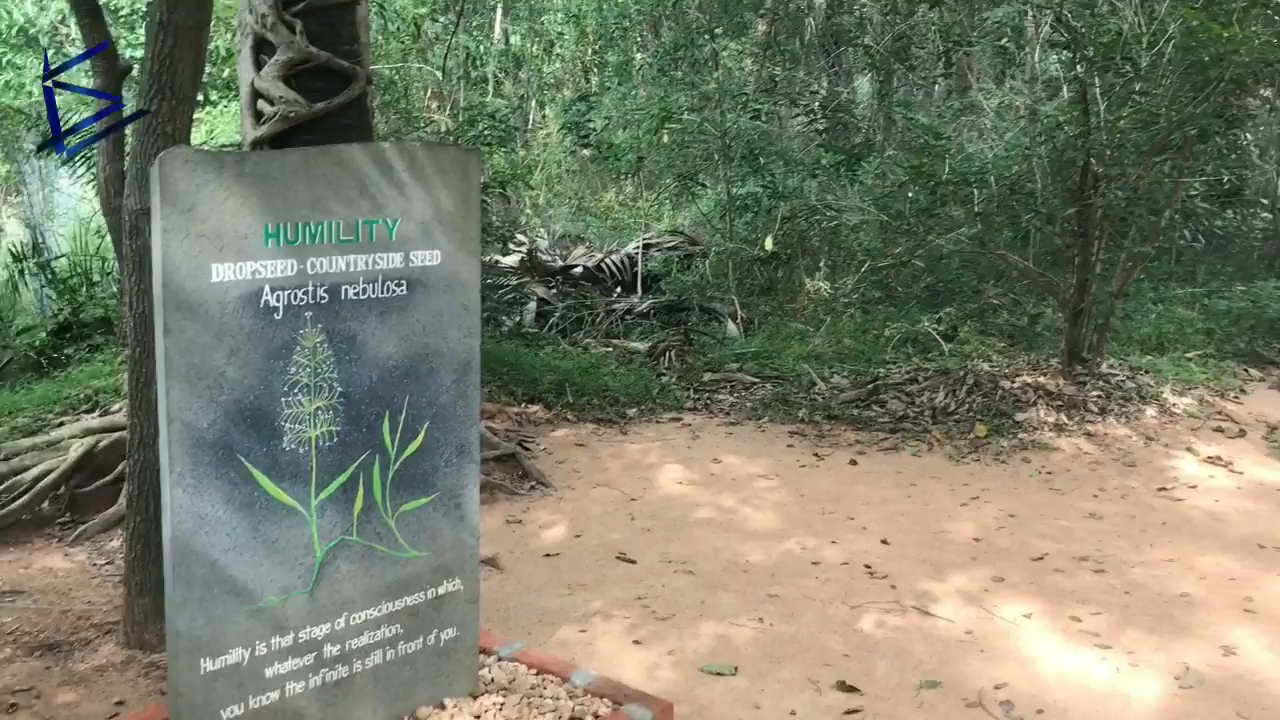 HUMILITY
DROPSEED - COUNTRYSIDE SEED
Agrostis nebulosa
Humility is that stage of consciousness in which,
whatever the realization,
you know the infinite is still in front of you.